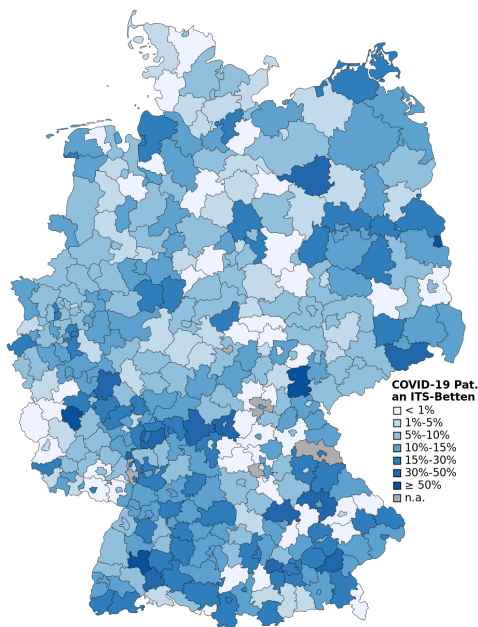 COVID-19 Pat.
an ITS-Betten
< 1%
1%-5%
5%-10%
10%-15%
15%-30%
30%-50%
≥ 50%
n.a.